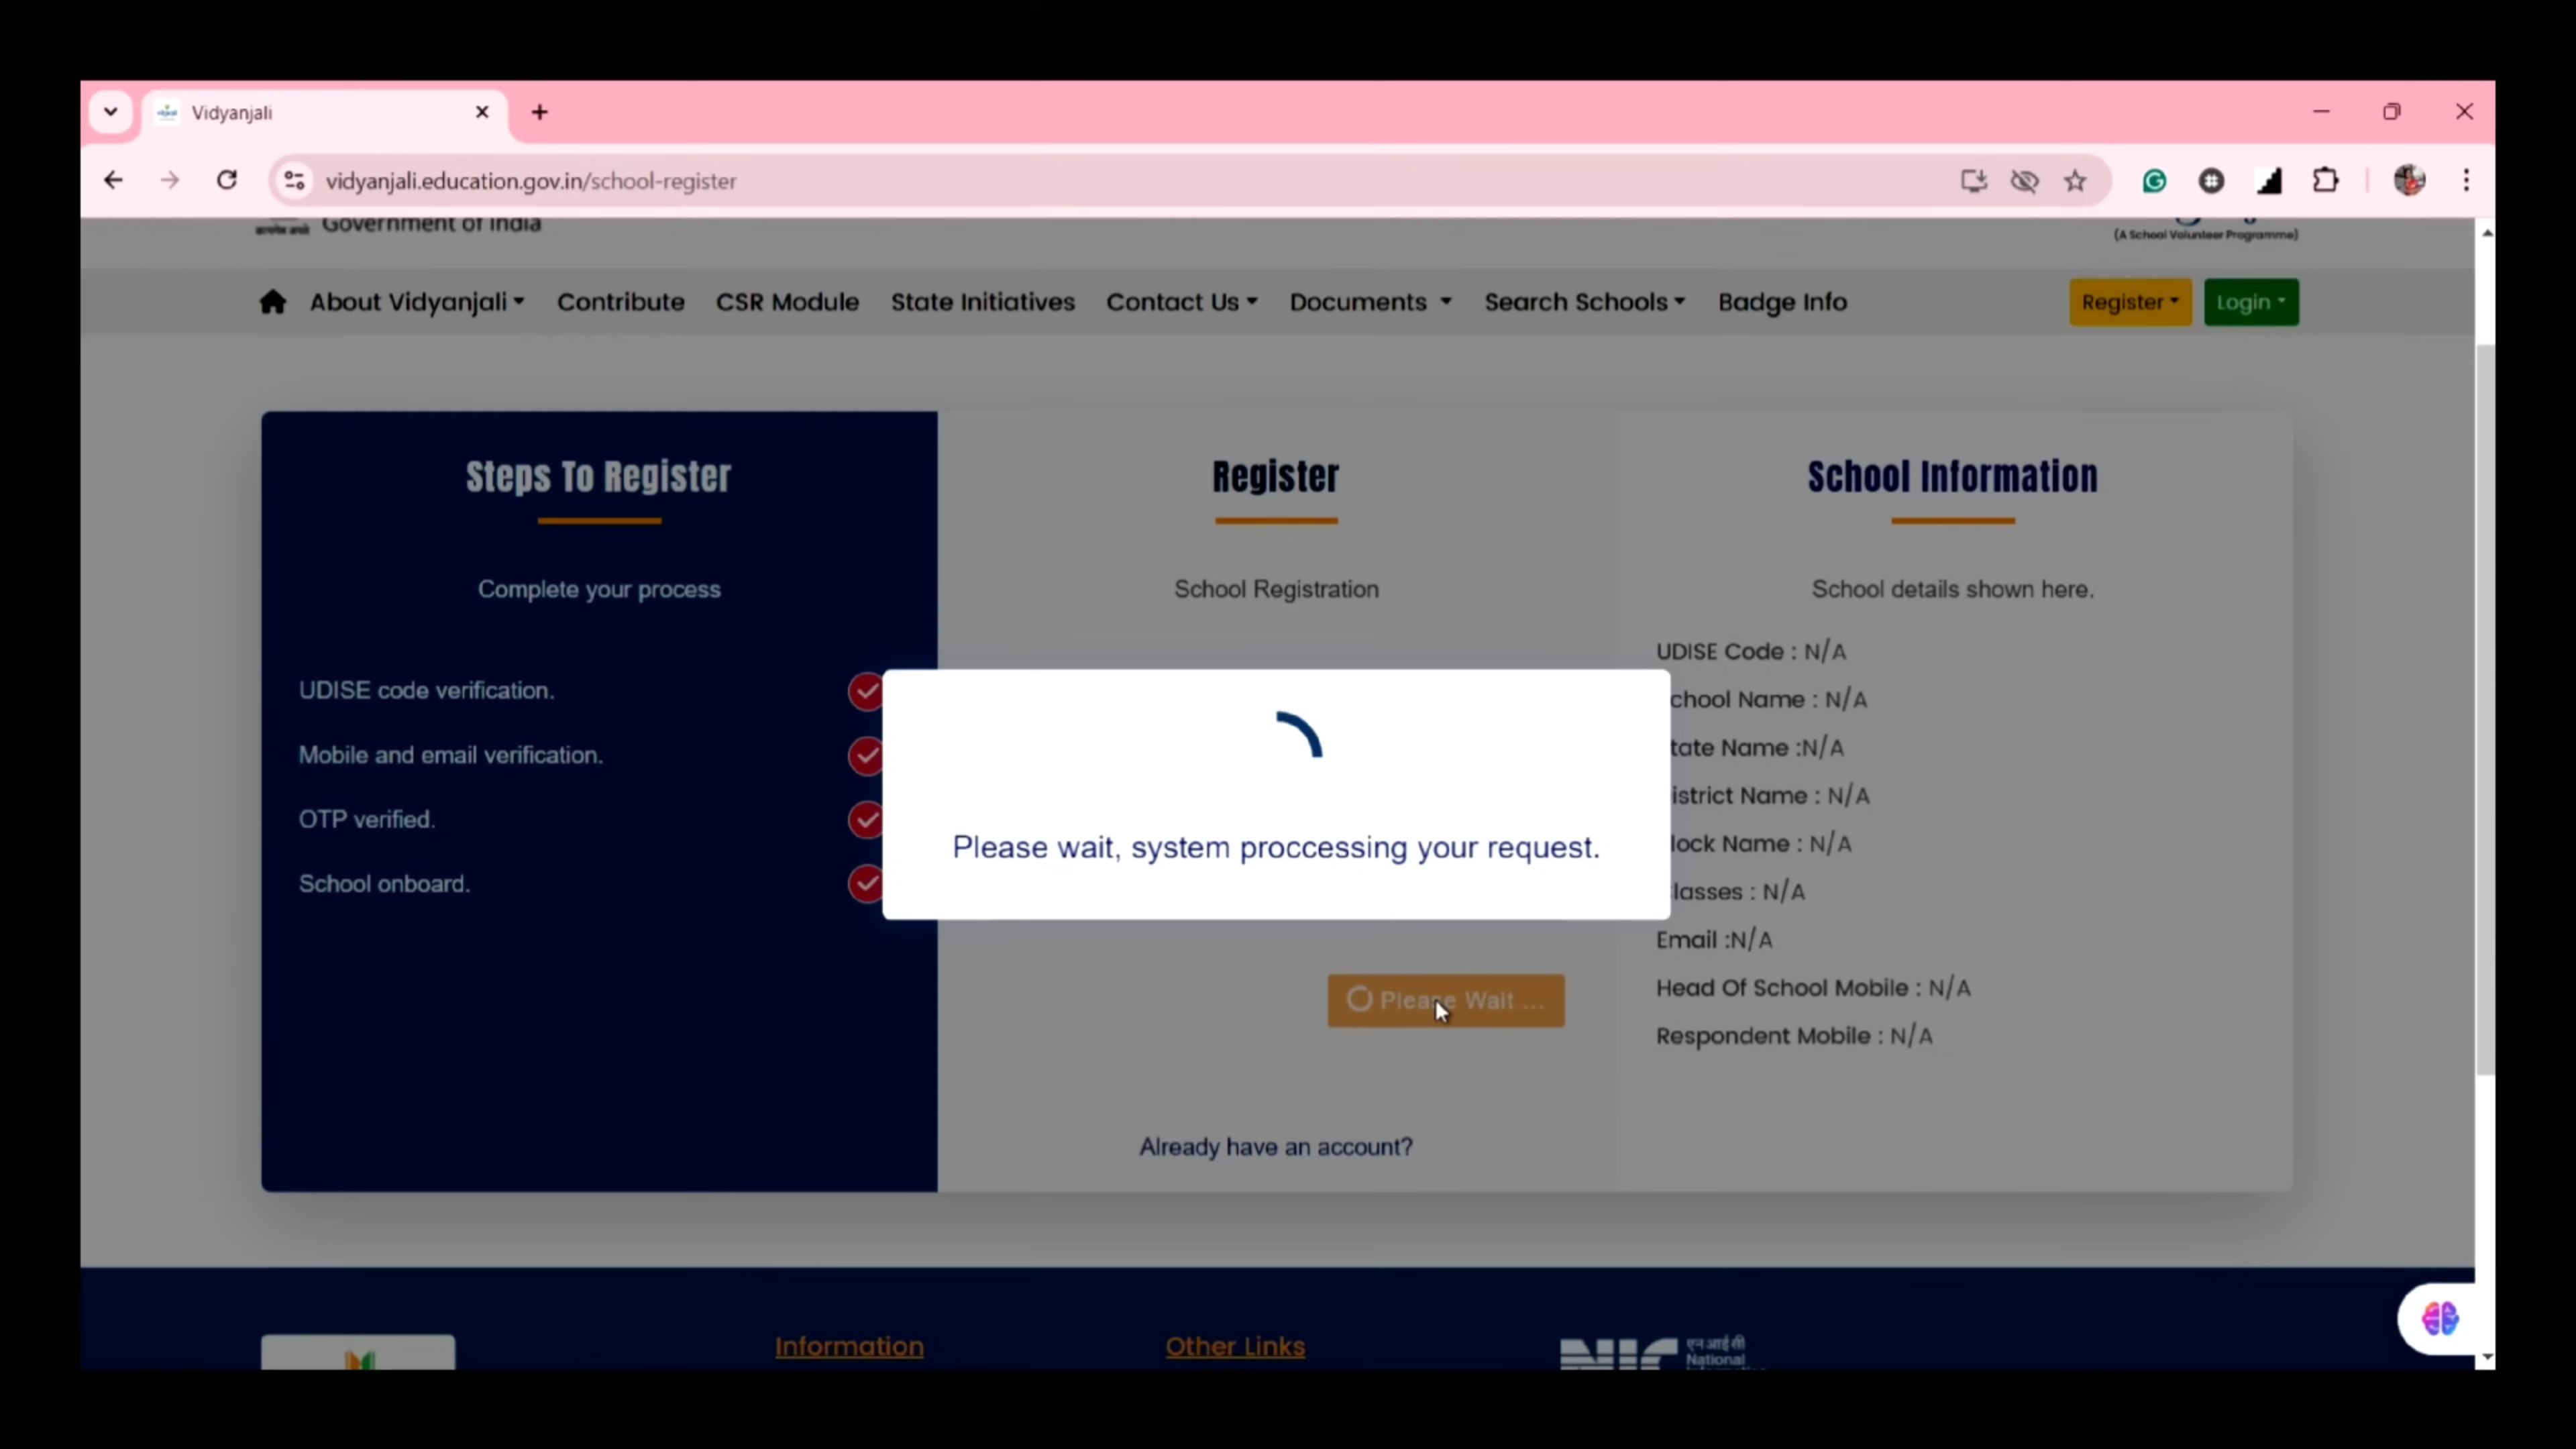 Vidyanjali
vidyanjali.education.gov.in/school-register
Government of India
(A School Volunteer Programme)
About Vidyanjali
Contribute
CSR Module
State Initiatives
Contact Us
Documents
Search Schools
Badge Info
Register
Login
Steps To Register
Complete your process
UDISE code verification.
Mobile and email verification.
OTP verified.
School onboard.
Register
School Registration
Please wait, system proccessing your request.
Please Wait ...
Already have an account?
School Information
School details shown here.
UDISE Code : N/A
chool Name : N/A
tate Name :N/A
istrict Name : N/A
lock Name : N/A
lasses : N/A
Email :N/A
Head Of School Mobile : N/A
Respondent Mobile : N/A
Information
Other Links
NIC
एन आई सी
National